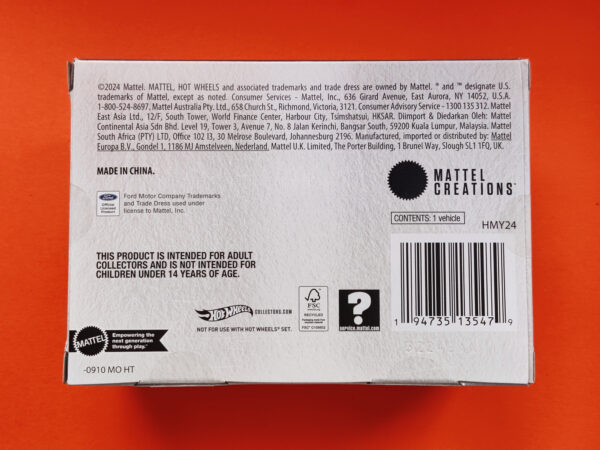 ©2024 Mattel. MATTEL, HOT WHEELS and associated trademarks and trade dress are owned by Mattel. ® and ™ designate U.S.
trademarks of Mattel, except as noted. Consumer Services - Mattel, Inc., 636 Girard Avenue, East Aurora, NY 14052, U.S.A.
1-800-524-8697. Mattel Australia Pty. Ltd., 658 Church St., Richmond, Victoria, 3121. Consumer Advisory Service - 1300 135 312. Mattel
East Asia Ltd., 12/F, South Tower, World Finance Center, Harbour City, Tsimshatsui, HKSAR. Diimport & Diedarkan Oleh: Mattel
Continental Asia Sdn Bhd. Level 19, Tower 3, Avenue 7, No. 8 Jalan Kerinchi, Bangsar South, 59200 Kuala Lumpur, Malaysia. Mattel
South Africa (PTY) LTD, Office 102 I3, 30 Melrose Boulevard, Johannesburg 2196. Manufactured, imported or distributed by: Mattel
Europa B.V., Gondel 1, 1186 MJ Amstelveen, Nederland. Mattel U.K. Limited, The Porter Building, 1 Brunel Way, Slough SL1 1FQ, UK.
MADE IN CHINA.
MATTEL
CREATIONS
Ford
Official
Licensed
Product
Ford Motor Company Trademarks
and Trade Dress used under
license to Mattel, Inc.
CONTENTS: 1 vehicle
HMY24
THIS PRODUCT IS INTENDED FOR ADULT
COLLECTORS AND IS NOT INTENDED FOR
CHILDREN UNDER 14 YEARS OF AGE.
HOT WHEELS COLLECTORS.COM
NOT FOR USE WITH HOT WHEELS® SET.
FSC
RECYCLED
?
service.mattel.com
1 94735 13547 9
MATTEL
Empowering the
next generation
through play.™
-0910 MO HT